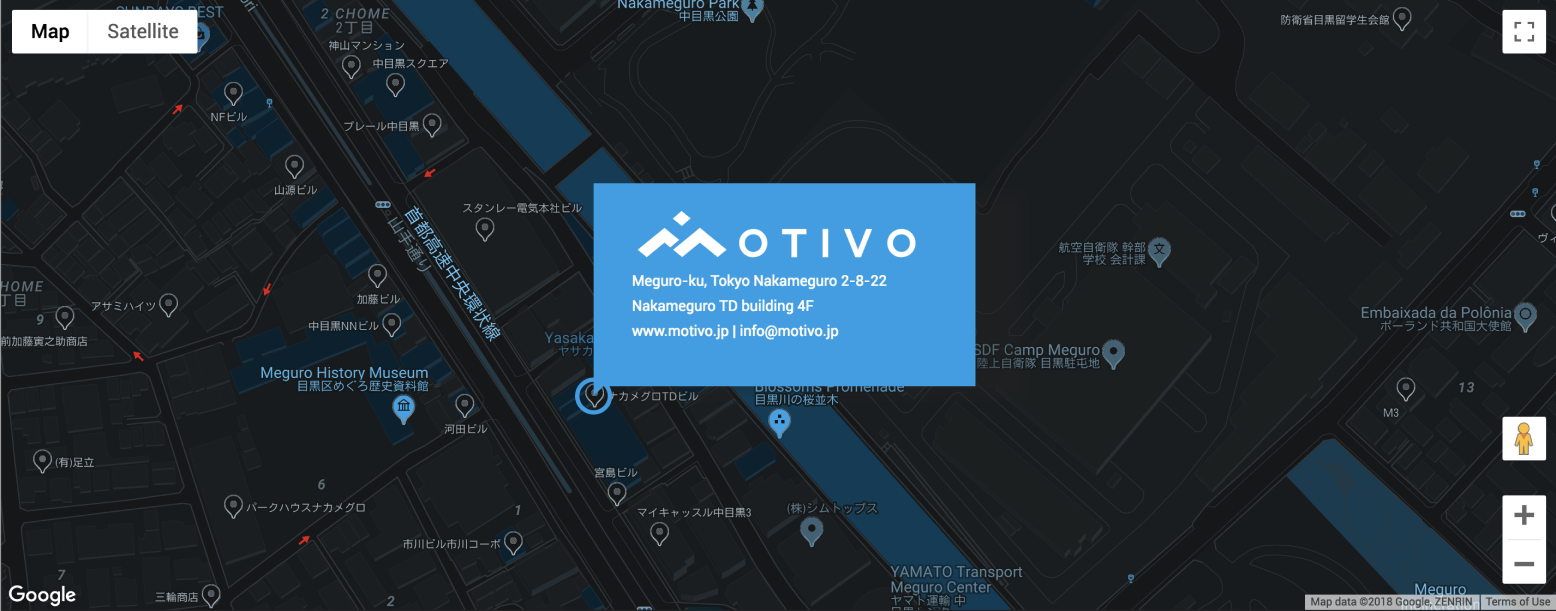 SUNDAYS BEST
Map
Satellite
2 CHOME
2丁目
神山マンション
中目黒スクエア
Nakameguro Park
中目黒公園
防衛省目黒留学生会館
NFビル
ブレール中目黒
山源ビル
スタンレー電気本社ビル
首都高速中央環状線
山手通り
MOTIVO
Meguro-ku, Tokyo Nakameguro 2-8-22
Nakameguro TD building 4F
www.motivo.jp | info@motivo.jp
航空自衛隊 幹部
学校 会計課
HOME
丁目
9
アサミハイツ
加藤ビル
中目黒NNビル
前加藤寅之助商店
Embaixada da Polônia
ポーランド共和国大使館
Yasaka
ヤサカ
SDF Camp Meguro
陸上自衛隊 目黒駐屯地
Meguro History Museum
目黒区めぐろ歴史資料館
ナカメグロTDビル
Blossoms Promenade
目黒川の桜並木
河田ビル
M3
13
(有)足立
宮島ビル
6
パークハウスナカメグロ
1
マイキャッスル中目黒3
(株)ジムトップス
市川ビル市川コーポ
7
三輪商店
2
YAMATO Transport
Meguro Center
ヤマト運輸 中
Meguro
Google
Map data ©2018 Google, ZENRIN
Terms of Use